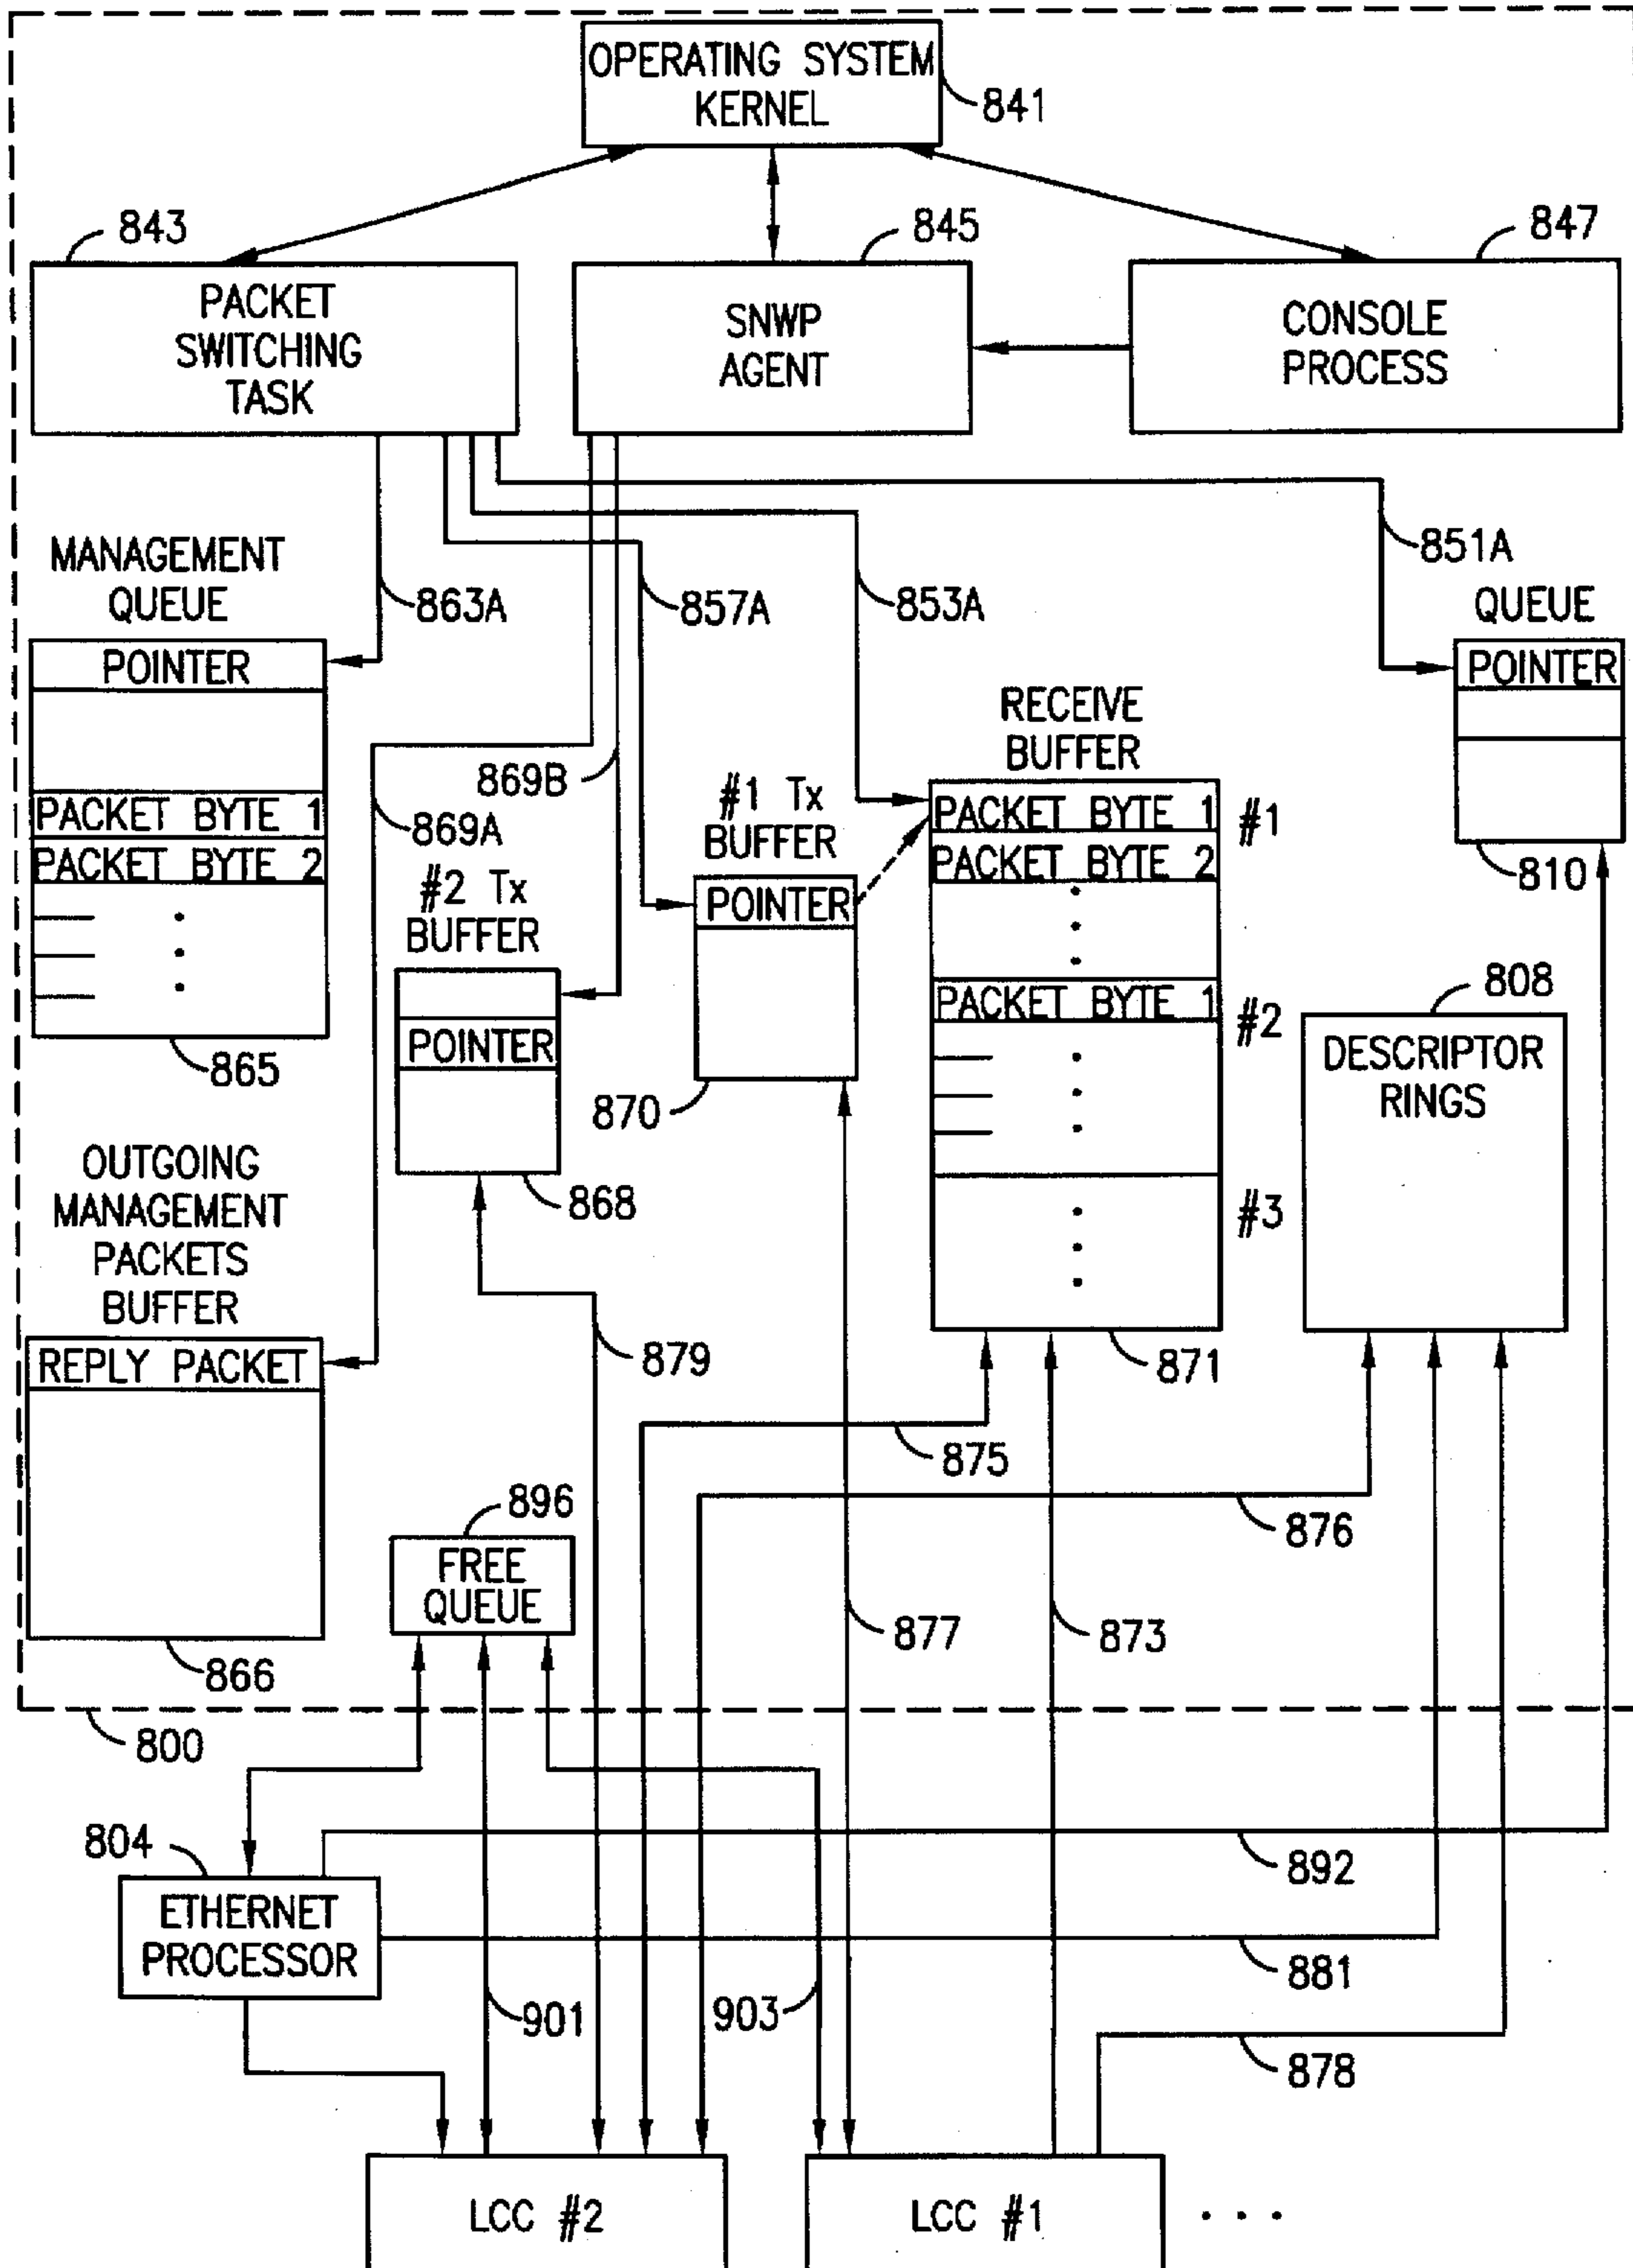 OPERATING SYSTEM
KERNEL
841
843
845
847
PACKET
SWITCHING
TASK
SNWP
AGENT
CONSOLE
PROCESS
851A
MANAGEMENT
QUEUE
863A
857A
853A
QUEUE
POINTER
POINTER
RECEIVE
BUFFER
869B
#1 Tx
BUFFER
PACKET BYTE 1
#1
PACKET BYTE 1
869A
PACKET BYTE 2
PACKET BYTE 2
810
#2 Tx
BUFFER
POINTER
808
PACKET BYTE 1
#2
POINTER
DESCRIPTOR
RINGS
865
870
OUTGOING
MANAGEMENT
PACKETS
BUFFER
868
#3
REPLY PACKET
879
871
875
896
876
FREE
QUEUE
877
873
866
800
804
892
ETHERNET
PROCESSOR
881
901
903
878
LCC #2
LCC #1
. . .